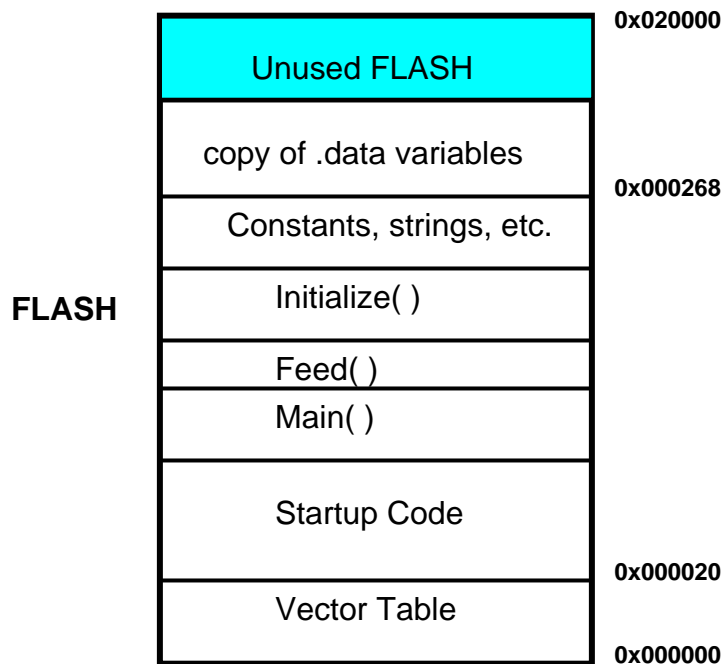 0x020000
Unused FLASH
copy of .data variables
0x000268
Constants, strings, etc.
Initialize( )
FLASH
Feed( )
Main( )
Startup Code
0x000020
Vector Table
0x000000